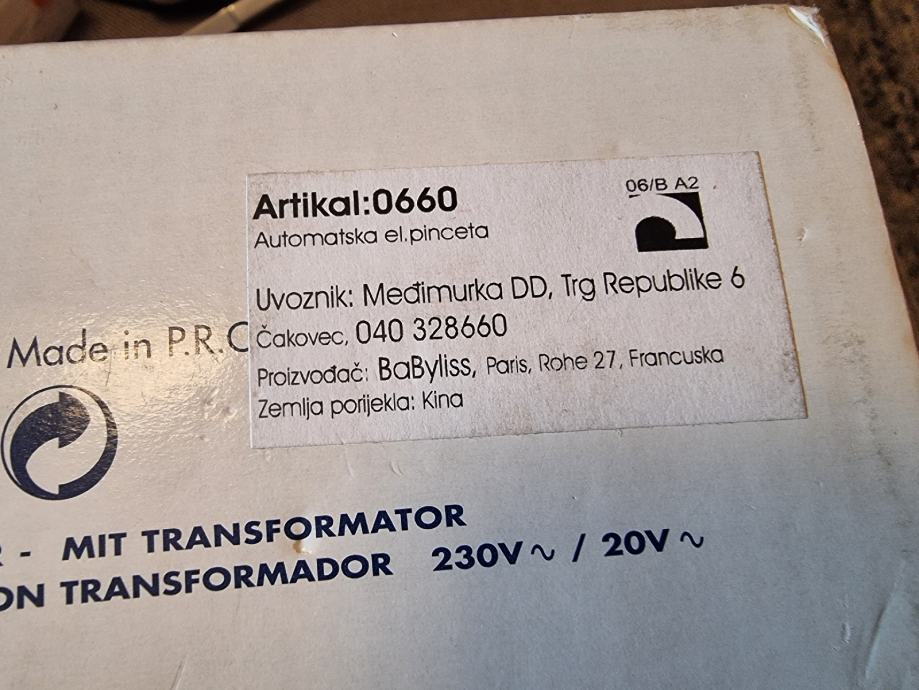 Artikal:0660
06/B A2
Automatska el.pinceta
Uvoznik: Međimurka DD, Trg Republike 6
Čakovec, 040 328660
Proizvođač: BaByliss, Paris, Rohe 27, Francuska
Zemlja porijekla: Kina
Made in P.R.C
- MIT TRANSFORMATOR
ON TRANSFORMADOR 230V~ / 20V~